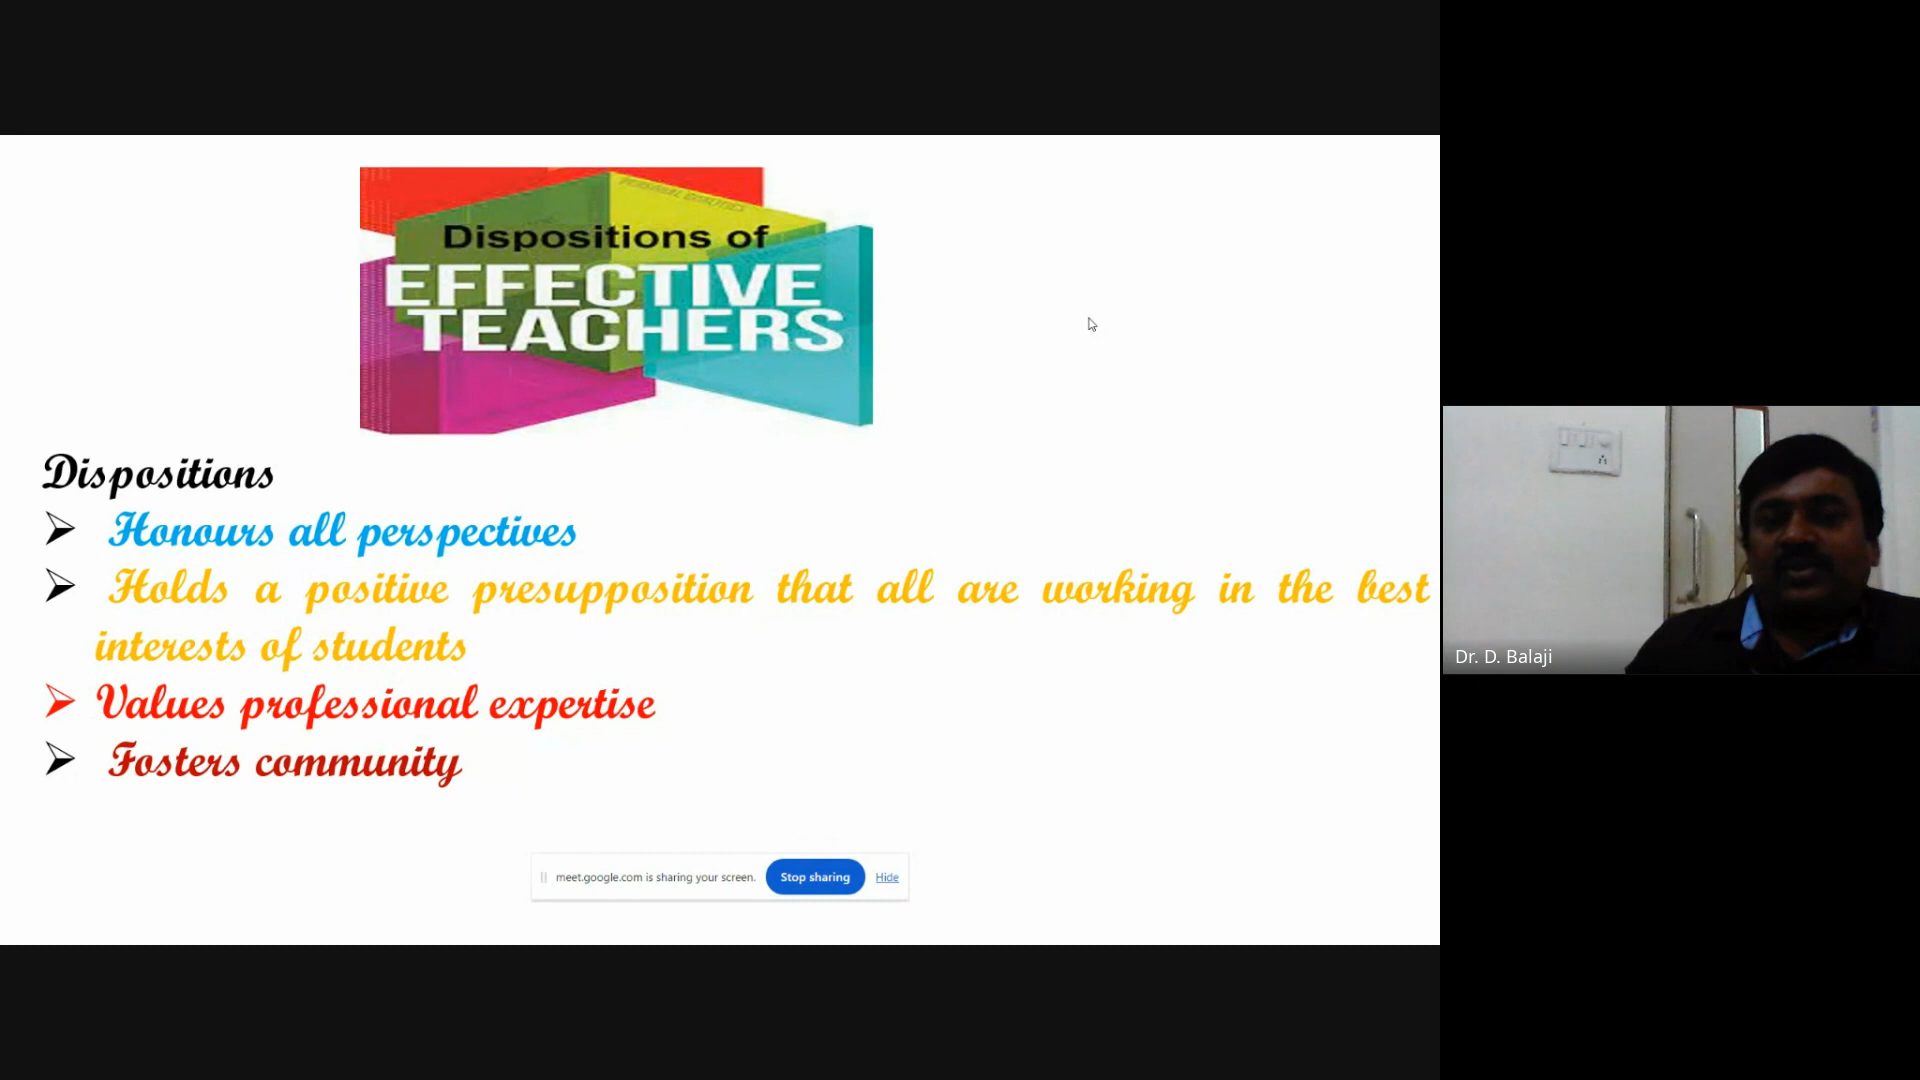 PERSONAL QUALITIES
Dispositions of
EFFECTIVE
TEACHERS
Dispositions
➢ Honours all perspectives
➢ Holds a positive presupposition that all are working in the best
interests of students
➢ Values professional expertise
➢ Fosters community
meet.google.com is sharing your screen. Stop sharing Hide
Dr. D. Balaji